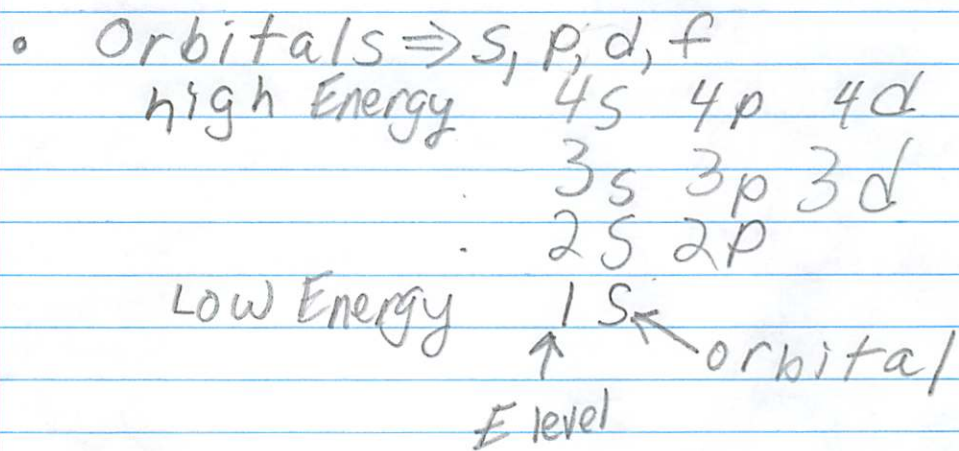 • Orbitals ⇒ s, p, d, f
high Energy 4s 4p 4d
3s 3p 3d
2s 2p
Low Energy 1s
orbital
E level